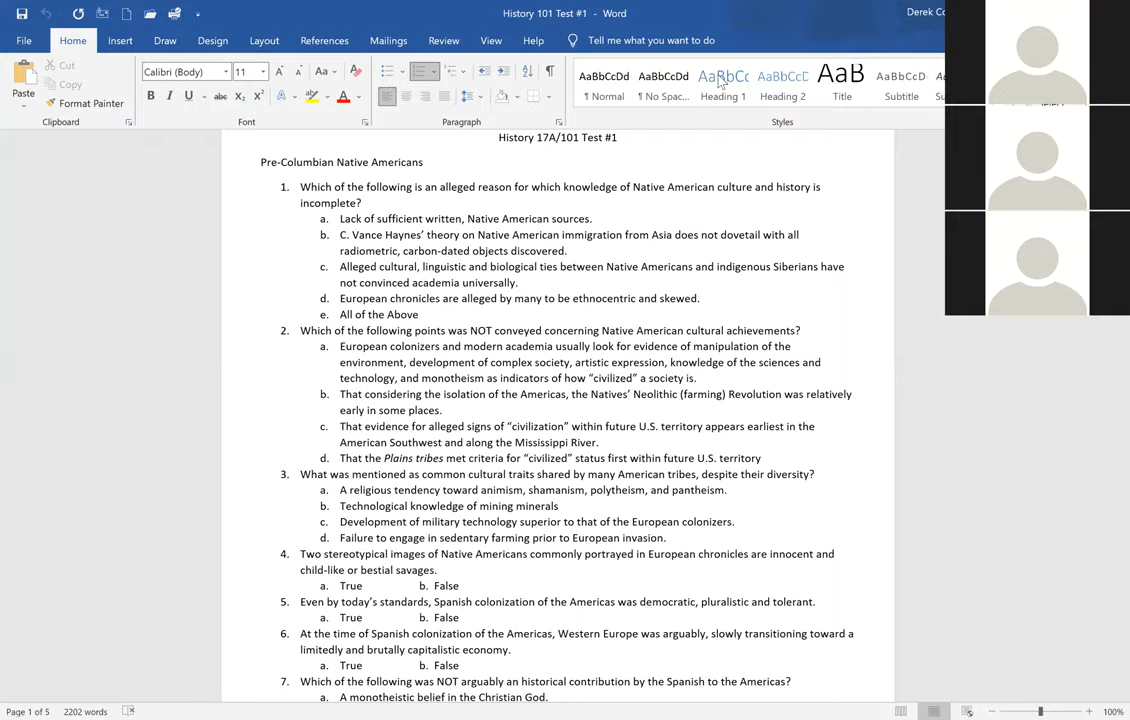 History 101 Test #1 - Word
Derek Co
File Home Insert Draw Design Layout References Mailings Review View Help Tell me what you want to do
Paste
Cut
Copy
Format Painter
Clipboard
Calibri (Body) 11
Font
Paragraph
AaBbCcDd AaBbCcDd AaBbCc AaBbCcD AaB AaBbCcD
¶ Normal ¶ No Spac... Heading 1 Heading 2 Title Subtitle
Styles
History 17A/101 Test #1
Pre-Columbian Native Americans
1. Which of the following is an alleged reason for which knowledge of Native American culture and history is
incomplete?
a. Lack of sufficient written, Native American sources.
b. C. Vance Haynes’ theory on Native American immigration from Asia does not dovetail with all
radiometric, carbon-dated objects discovered.
c. Alleged cultural, linguistic and biological ties between Native Americans and indigenous Siberians have
not convinced academia universally.
d. European chronicles are alleged by many to be ethnocentric and skewed.
e. All of the Above
2. Which of the following points was NOT conveyed concerning Native American cultural achievements?
a. European colonizers and modern academia usually look for evidence of manipulation of the
environment, development of complex society, artistic expression, knowledge of the sciences and
technology, and monotheism as indicators of how “civilized” a society is.
b. That considering the isolation of the Americas, the Natives’ Neolithic (farming) Revolution was relatively
early in some places.
c. That evidence for alleged signs of “civilization” within future U.S. territory appears earliest in the
American Southwest and along the Mississippi River.
d. That the Plains tribes met criteria for “civilized” status first within future U.S. territory
3. What was mentioned as common cultural traits shared by many American tribes, despite their diversity?
a. A religious tendency toward animism, shamanism, polytheism, and pantheism.
b. Technological knowledge of mining minerals
c. Development of military technology superior to that of the European colonizers.
d. Failure to engage in sedentary farming prior to European invasion.
4. Two stereotypical images of Native Americans commonly portrayed in European chronicles are innocent and
child-like or bestial savages.
a. True b. False
5. Even by today’s standards, Spanish colonization of the Americas was democratic, pluralistic and tolerant.
a. True b. False
6. At the time of Spanish colonization of the Americas, Western Europe was arguably, slowly transitioning toward a
limitedly and brutally capitalistic economy.
a. True b. False
7. Which of the following was NOT arguably an historical contribution by the Spanish to the Americas?
a. A monotheistic belief in the Christian God.
Page 1 of 5 2202 words 100%